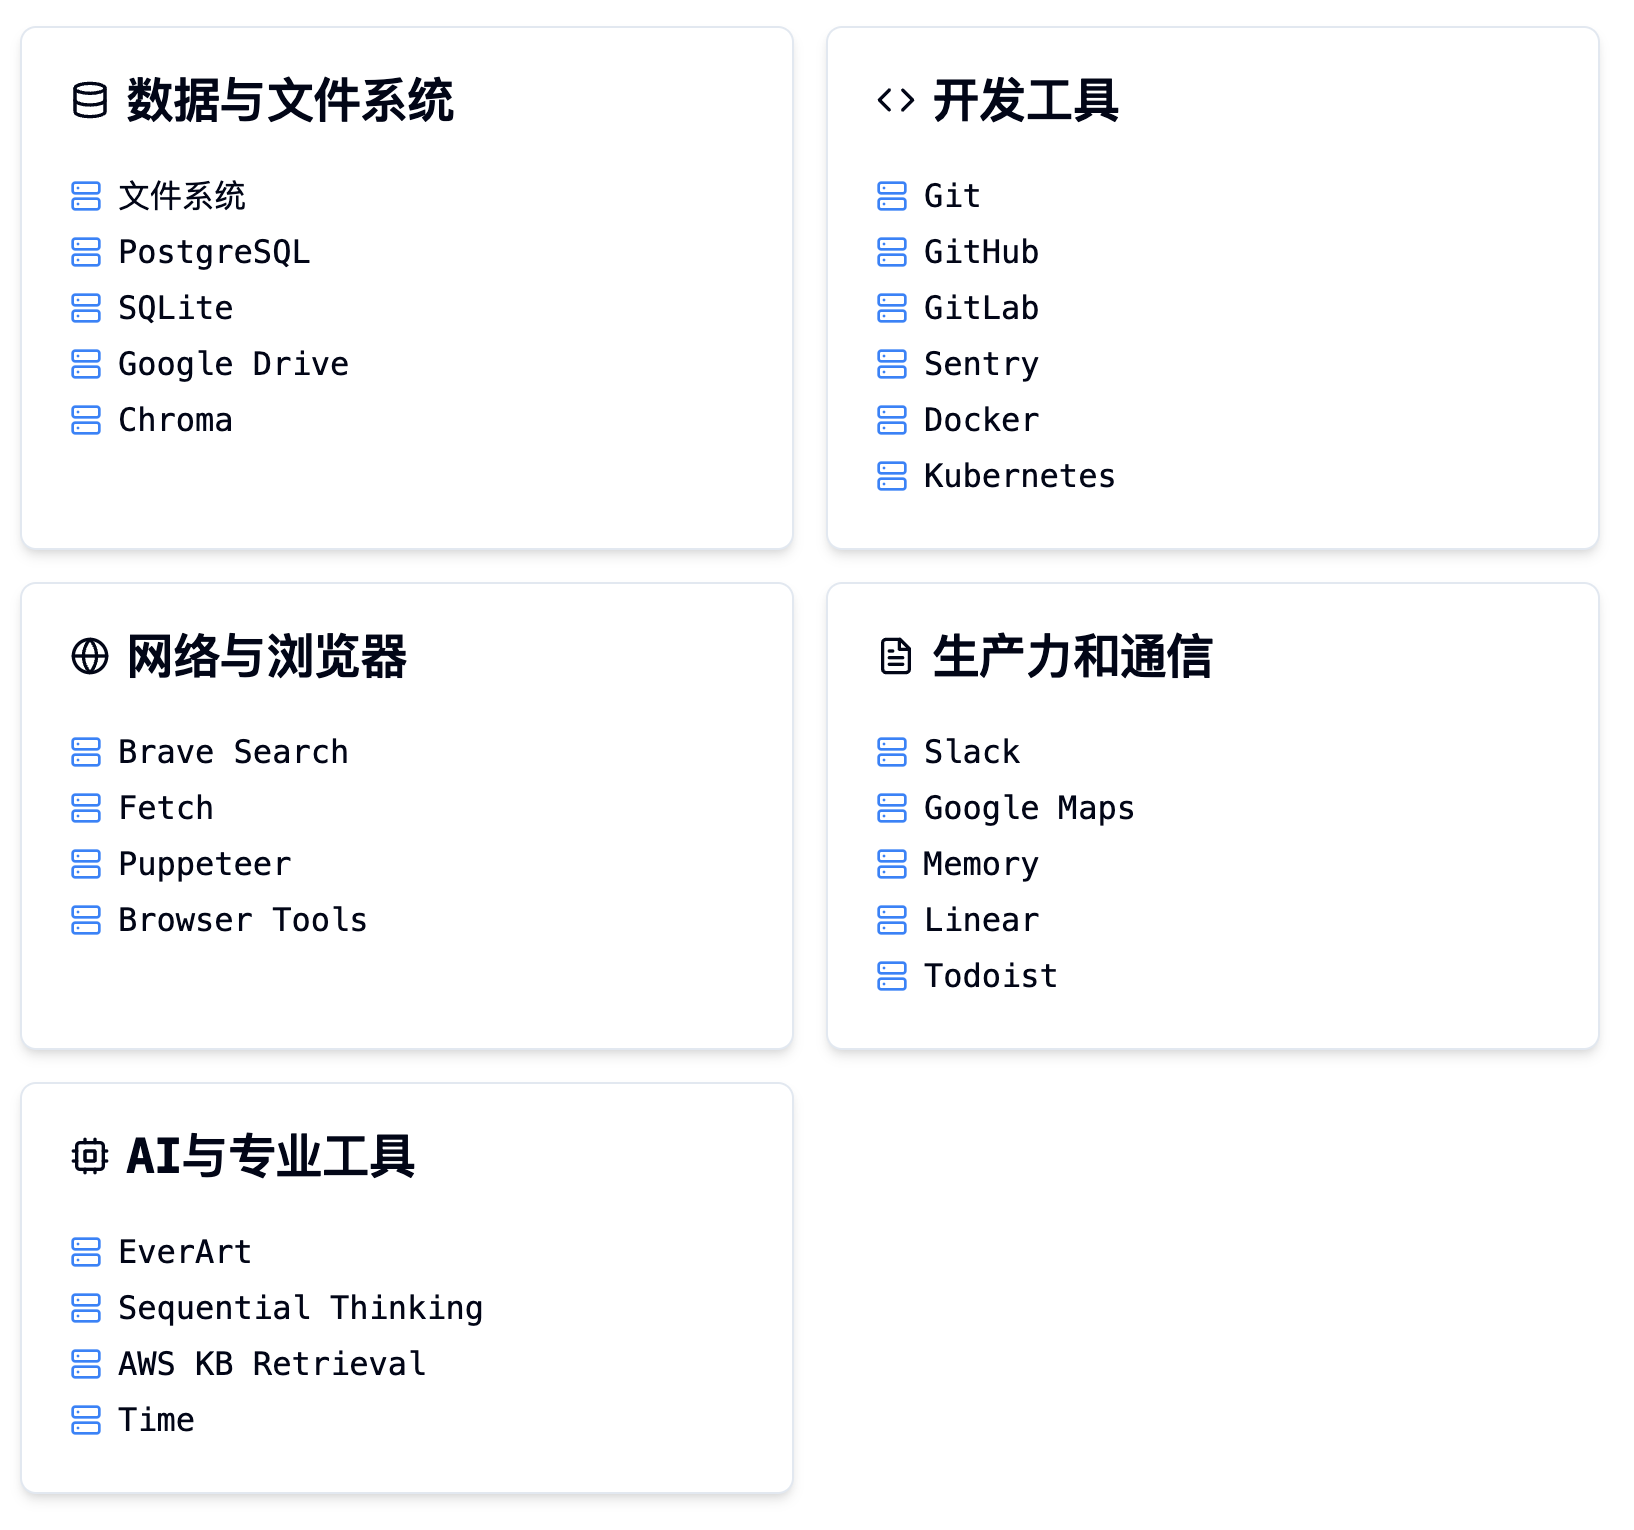 数据与文件系统
文件系统
PostgreSQL
SQLite
Google Drive
Chroma
开发工具
Git
GitHub
GitLab
Sentry
Docker
Kubernetes
网络与浏览器
Brave Search
Fetch
Puppeteer
Browser Tools
生产力和通信
Slack
Google Maps
Memory
Linear
Todoist
AI与专业工具
EverArt
Sequential Thinking
AWS KB Retrieval
Time